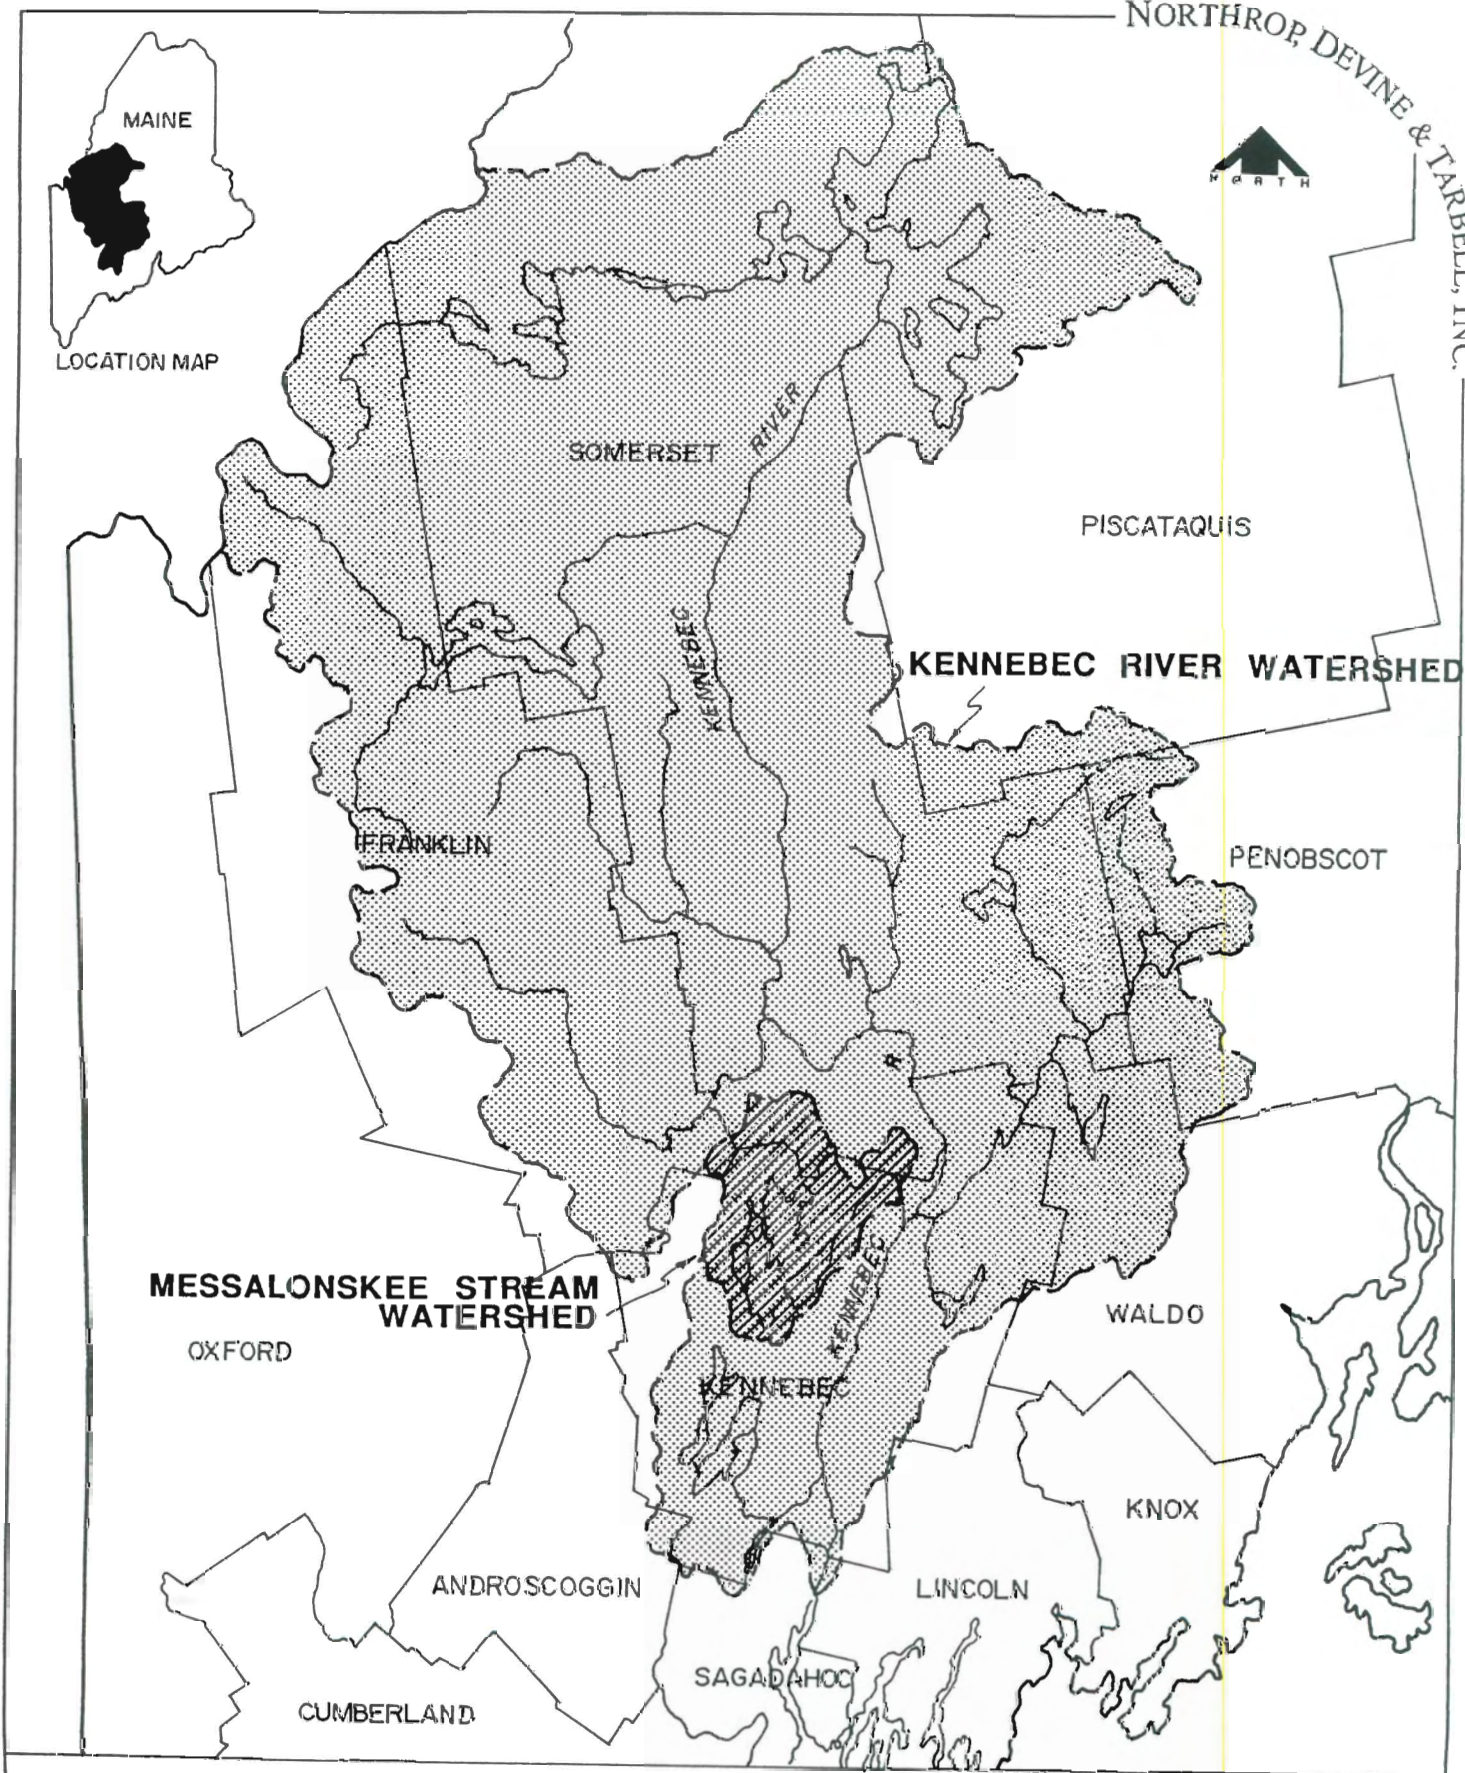 NORTHROP, DEVINE & TARBELL, INC.
MAINE
NORTH
LOCATION MAP
RIVER
SOMERSET
PISCATAQUIS
KENNEBEC
KENNEBEC RIVER WATERSHED
FRANKLIN
PENOBSCOT
R
MESSALONSKEE STREAM
WATERSHED
KENNEBEC
WALDO
OXFORD
KENNEBEC
KNOX
ANDROSCOGGIN
LINCOLN
SAGADAHOC
CUMBERLAND